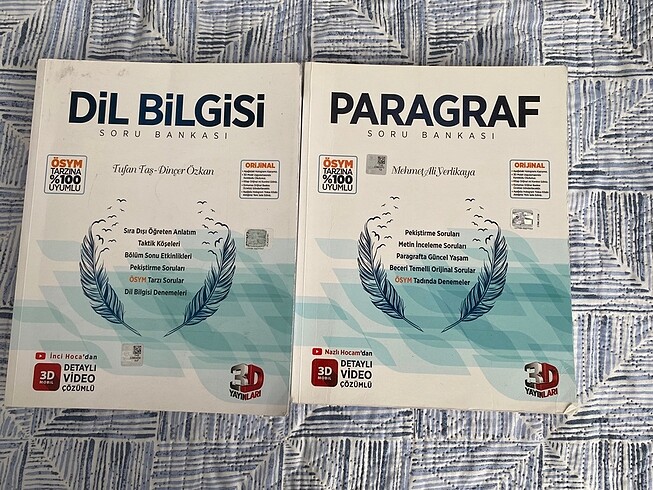 DİL BİLGİSİ
SORU BANKASI
ÖSYM
TARZINA
%100
UYUMLU
Tufan Taş - Dinçer Özkan
ORİJİNAL
Sıra Dışı Öğreten Anlatım
Taktik Köşeleri
Bölüm Sonu Etkinlikleri
Pekiştirme Soruları
ÖSYM Tarzı Sorular
Dil Bilgisi Denemeleri
İnci Hoca'dan
3D
MOBİL
DETAYLI
VİDEO
ÇÖZÜMLÜ
3D
YAYINLARI
PARAGRAF
SORU BANKASI
ÖSYM
TARZINA
%100
UYUMLU
Mehmet Ali Yerlikaya
ORİJİNAL
Pekiştirme Soruları
Metin İnceleme Soruları
Paragrafta Güncel Yaşam
Beceri Temelli Orijinal Sorular
ÖSYM Tadında Denemeler
Nazlı Hocam'dan
3D
MOBİL
DETAYLI
VİDEO
ÇÖZÜMLÜ
3D
YAYINLARI